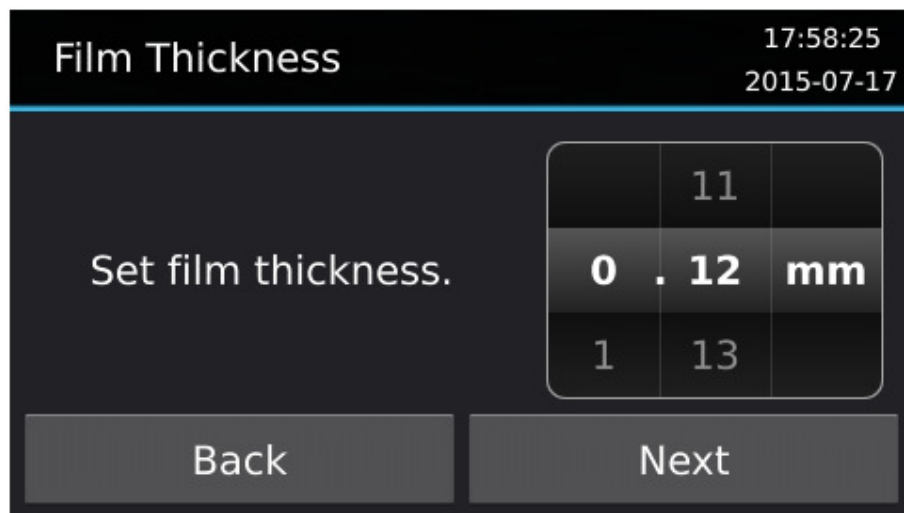 Film Thickness
17:58:25
2015-07-17
11
Set film thickness.
0 . 12 mm
1 13
Back Next